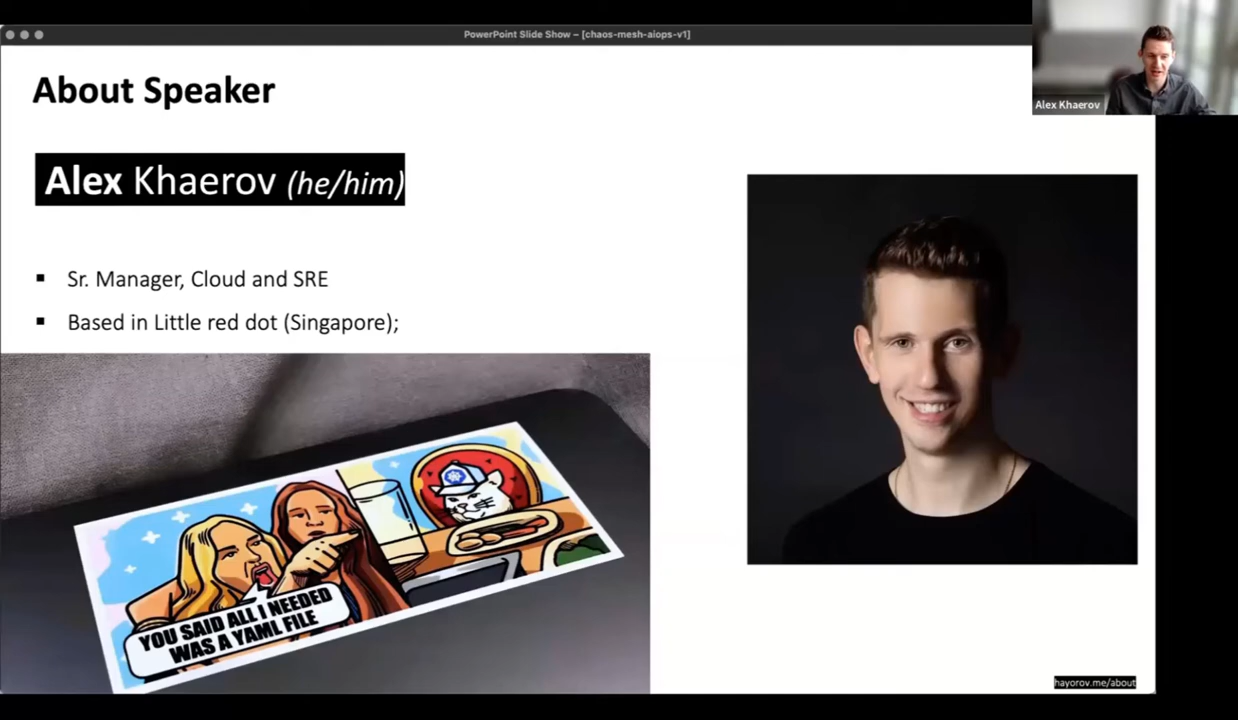 PowerPoint Slide Show – [chaos-mesh-aiops-v1]
Alex Khaerov
About Speaker
Alex Khaerov (he/him)
▪ Sr. Manager, Cloud and SRE
▪ Based in Little red dot (Singapore);
YOU SAID ALL I NEEDED
WAS A YAML FILE
hayorov.me/about